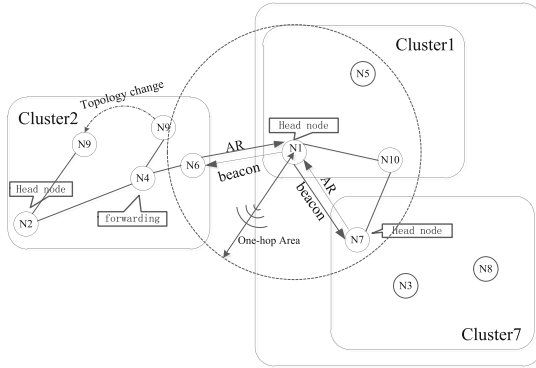 Cluster1
N5
Topology change
Cluster2
N9
N9
Head node
AR
N1
N10
N6
beacon
N4
Head node
AR
beacon
forwarding
N2
One-hop Area
N7
Head node
N8
N3
Cluster7